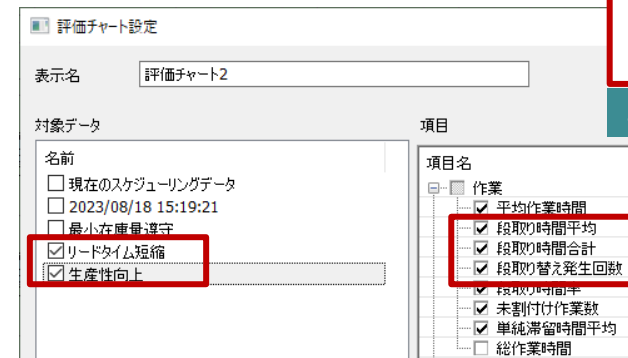 評価チャート設定
表示名
評価チャート2
対象データ
名前
現在のスケジューリングデータ
2023/08/18 15:19:21
最小在庫量遵守
リードタイム短縮
生産性向上
項目
項目名
作業
平均作業時間
段取り時間平均
段取り時間合計
段取り替え発生回数
段取り時間率
未割付け作業数
単純滞留時間平均
総作業時間